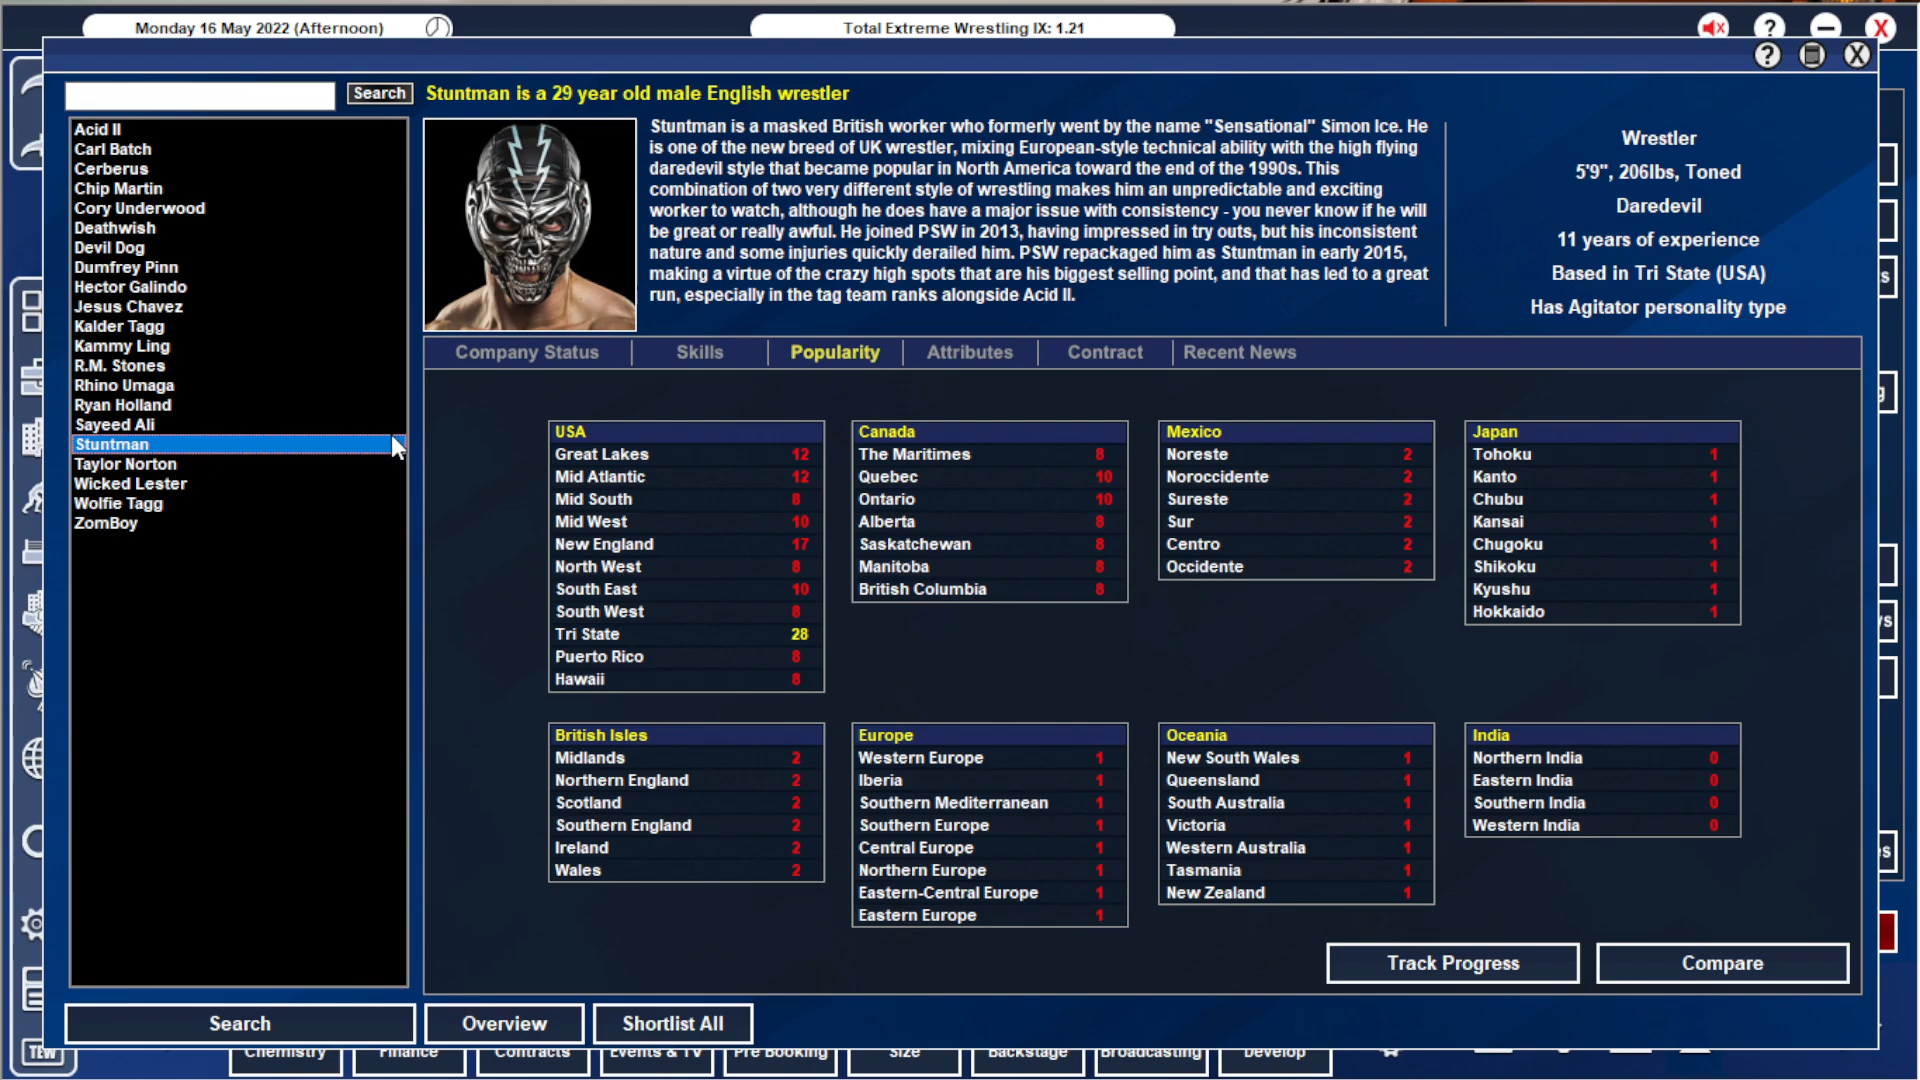 Monday 16 May 2022 (Afternoon)
Total Extreme Wrestling IX: 1.21
?
X
?
X
Search
Stuntman is a 29 year old male English wrestler
Acid II
Carl Batch
Cerberus
Chip Martin
Cory Underwood
Deathwish
Devil Dog
Dumfrey Pinn
Hector Galindo
Jesus Chavez
Kalder Tagg
Kammy Ling
R.M. Stones
Rhino Umaga
Ryan Holland
Sayeed Ali
Stuntman
Taylor Norton
Wicked Lester
Wolfie Tagg
ZomBoy
Stuntman is a masked British worker who formerly went by the name "Sensational" Simon Ice. He
is one of the new breed of UK wrestler, mixing European-style technical ability with the high flying
daredevil style that became popular in North America toward the end of the 1990s. This
combination of two very different style of wrestling makes him an unpredictable and exciting
worker to watch, although he does have a major issue with consistency - you never know if he will
be great or really awful. He joined PSW in 2013, having impressed in try outs, but his inconsistent
nature and some injuries quickly derailed him. PSW repackaged him as Stuntman in early 2015,
making a virtue of the crazy high spots that are his biggest selling point, and that has led to a great
run, especially in the tag team ranks alongside Acid II.
Wrestler
5'9", 206lbs, Toned
Daredevil
11 years of experience
Based in Tri State (USA)
Has Agitator personality type
Company Status
Skills
Popularity
Attributes
Contract
Recent News
USA
Great Lakes 12
Mid Atlantic 12
Mid South 8
Mid West 10
New England 17
North West 8
South East 10
South West 8
Tri State 28
Puerto Rico 8
Hawaii 8
Canada
The Maritimes 8
Quebec 10
Ontario 10
Alberta 8
Saskatchewan 8
Manitoba 8
British Columbia 8
Mexico
Noreste 2
Noroccidente 2
Sureste 2
Sur 2
Centro 2
Occidente 2
Japan
Tohoku 1
Kanto 1
Chubu 1
Kansai 1
Chugoku 1
Shikoku 1
Kyushu 1
Hokkaido 1
British Isles
Midlands 2
Northern England 2
Scotland 2
Southern England 2
Ireland 2
Wales 2
Europe
Western Europe 1
Iberia 1
Southern Mediterranean 1
Southern Europe 1
Central Europe 1
Northern Europe 1
Eastern-Central Europe 1
Eastern Europe 1
Oceania
New South Wales 1
Queensland 1
South Australia 1
Victoria 1
Western Australia 1
Tasmania 1
New Zealand 1
India
Northern India 0
Eastern India 0
Southern India 0
Western India 0
Track Progress
Compare
Search
Overview
Shortlist All
TEW
Chemistry
Finance
Contracts
Events & TV
Pre Booking
Size
Backstage
Broadcasting
Develop